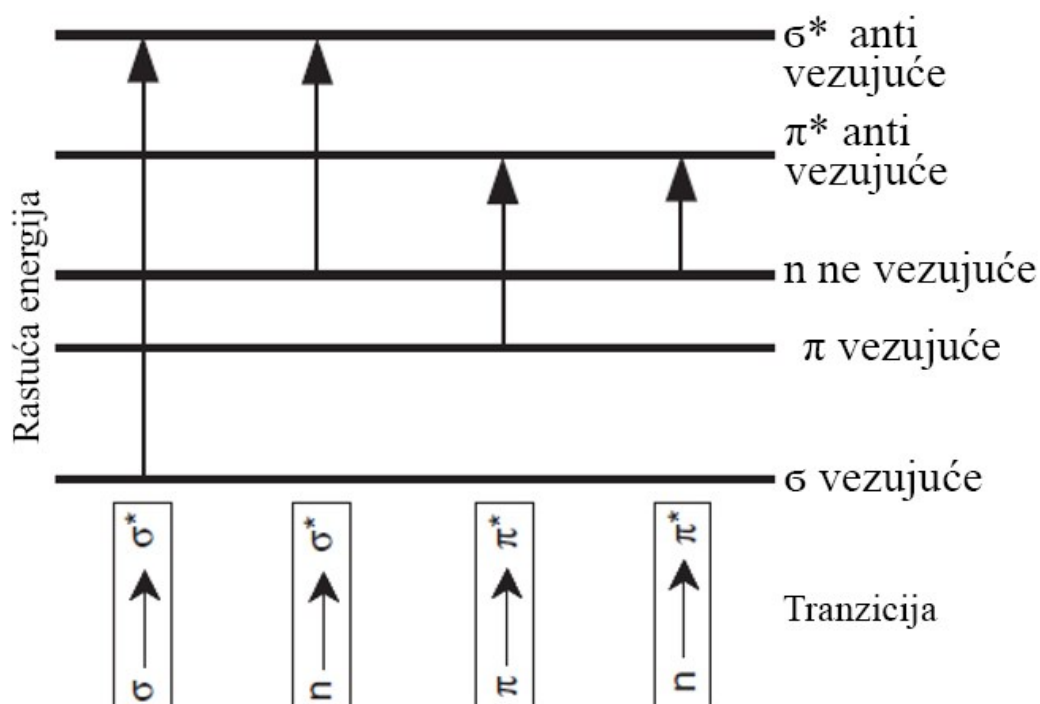 б* anti
vezujuće
π* anti
vezujuće
Rastuća energija
n ne vezujuće
π vezujuće
б vezujuće
σ → σ*
n → σ*
π → π*
n → π*
Tranzicija